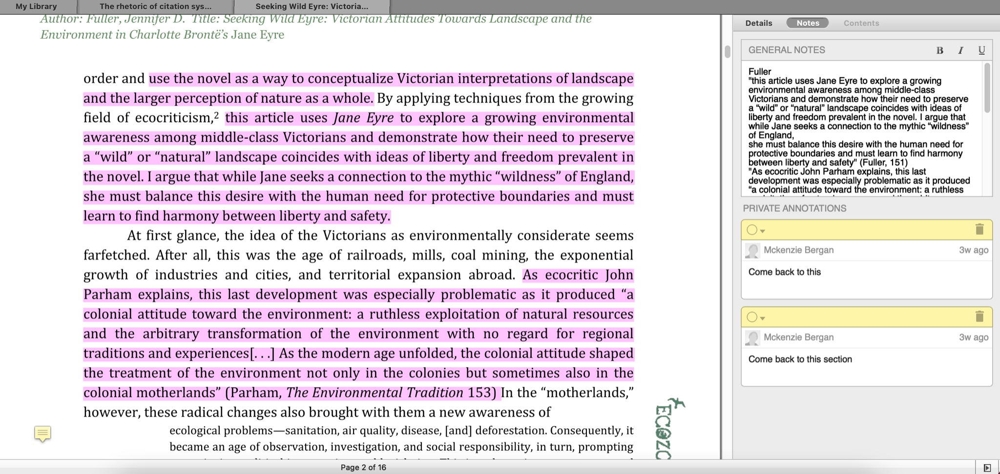 My Library
The rhetoric of citation sys...
Seeking Wild Eyre: Victoria...
Author: Fuller, Jennifer D. Title: Seeking Wild Eyre: Victorian Attitudes Towards Landscape and the
Environment in Charlotte Brontë’s Jane Eyre
order and use the novel as a way to conceptualize Victorian interpretations of landscape
and the larger perception of nature as a whole. By applying techniques from the growing
field of ecocriticism,² this article uses Jane Eyre to explore a growing environmental
awareness among middle-class Victorians and demonstrate how their need to preserve
a “wild” or “natural” landscape coincides with ideas of liberty and freedom prevalent in
the novel. I argue that while Jane seeks a connection to the mythic “wildness” of England,
she must balance this desire with the human need for protective boundaries and must
learn to find harmony between liberty and safety.
At first glance, the idea of the Victorians as environmentally considerate seems
farfetched. After all, this was the age of railroads, mills, coal mining, the exponential
growth of industries and cities, and territorial expansion abroad. As ecocritic John
Parham explains, this last development was especially problematic as it produced “a
colonial attitude toward the environment: a ruthless exploitation of natural resources
and the arbitrary transformation of the environment with no regard for regional
traditions and experiences[. . .] As the modern age unfolded, the colonial attitude shaped
the treatment of the environment not only in the colonies but sometimes also in the
colonial motherlands” (Parham, The Environmental Tradition 153) In the “motherlands,”
however, these radical changes also brought with them a new awareness of
ecological problems—sanitation, air quality, disease, [and] deforestation. Consequently, it
became an age of observation, investigation, and social responsibility, in turn, prompting
ECOZO
Page 2 of 16
Details
Notes
Contents
GENERAL NOTES
B I U
Fuller
"this article uses Jane Eyre to explore a growing
environmental awareness among middle-class
Victorians and demonstrate how their need to preserve
a “wild” or “natural” landscape coincides with ideas of
liberty and freedom prevalent in the novel. I argue that
while Jane seeks a connection to the mythic “wildness”
of England,
she must balance this desire with the human need for
protective boundaries and must learn to find harmony
between liberty and safety" (Fuller, 151)
"As ecocritic John Parham explains, this last
development was especially problematic as it produced
“a colonial attitude toward the environment: a ruthless
PRIVATE ANNOTATIONS
Mckenzie Bergan
3w ago
Come back to this
Mckenzie Bergan
3w ago
Come back to this section